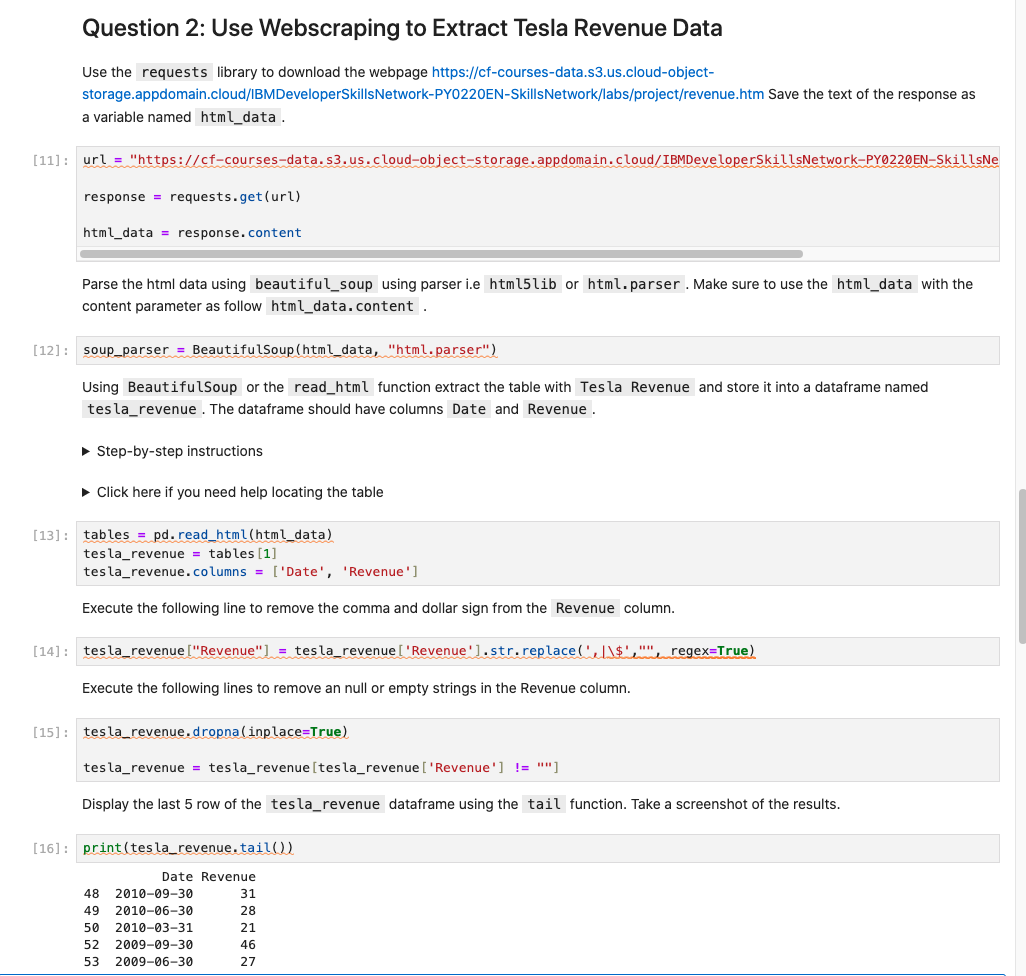 Question 2: Use Webscraping to Extract Tesla Revenue Data
Use the requests library to download the webpage https://cf-courses-data.s3.us.cloud-object-
storage.appdomain.cloud/IBMDeveloperSkillsNetwork-PY0220EN-SkillsNetwork/labs/project/revenue.htm Save the text of the response as
a variable named html_data.
[11]: url = "https://cf-courses-data.s3.us.cloud-object-storage.appdomain.cloud/IBMDeveloperSkillsNetwork-PY0220EN-SkillsNe
response = requests.get(url)
html_data = response.content
Parse the html data using beautiful_soup using parser i.e html5lib or html.parser. Make sure to use the html_data with the
content parameter as follow html_data.content .
[12]: soup_parser = BeautifulSoup(html_data, "html.parser")
Using BeautifulSoup or the read_html function extract the table with Tesla Revenue and store it into a dataframe named
tesla_revenue. The dataframe should have columns Date and Revenue.
▶ Step-by-step instructions
▶ Click here if you need help locating the table
[13]: tables = pd.read_html(html_data)
tesla_revenue = tables[1]
tesla_revenue.columns = ['Date', 'Revenue']
Execute the following line to remove the comma and dollar sign from the Revenue column.
[14]: tesla_revenue["Revenue"] = tesla_revenue['Revenue'].str.replace(',|\$',"", regex=True)
Execute the following lines to remove an null or empty strings in the Revenue column.
[15]: tesla_revenue.dropna(inplace=True)
tesla_revenue = tesla_revenue[tesla_revenue['Revenue'] != ""]
Display the last 5 row of the tesla_revenue dataframe using the tail function. Take a screenshot of the results.
[16]: print(tesla_revenue.tail())
Date Revenue
48 2010-09-30 31
49 2010-06-30 28
50 2010-03-31 21
52 2009-09-30 46
53 2009-06-30 27